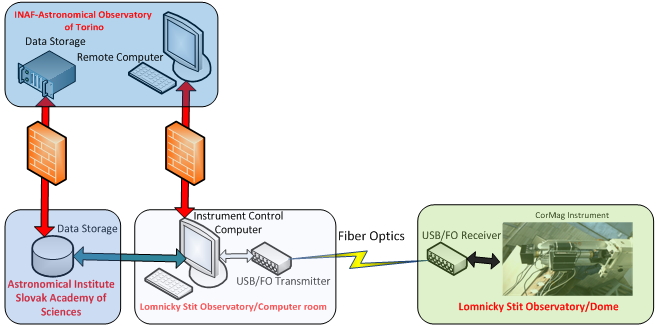 INAF-Astronomical Observatory
of Torino
Data Storage
Remote Computer
Data Storage
Astronomical Institute
Slovak Academy of
Sciences
Instrument Control
Computer
USB/FO Transmitter
Lomnicky Stit Observatory/Computer room
Fiber Optics
CorMag Instrument
USB/FO Receiver
Lomnicky Stit Observatory/Dome